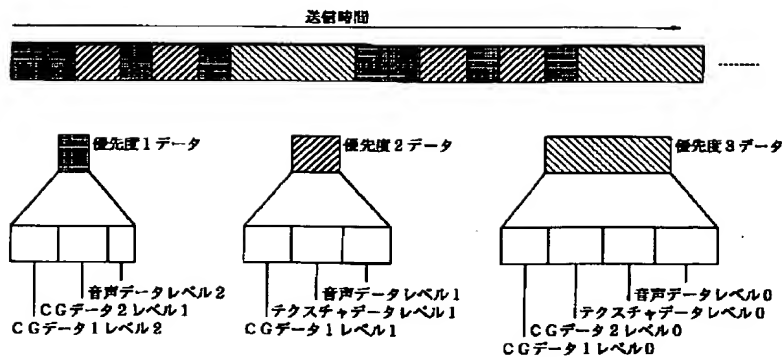 送信時間
優先度1データ
優先度2データ
優先度3データ
音声データレベル2
CGデータ2レベル1
CGデータ1レベル2
音声データレベル1
テクスチャデータレベル1
CGデータ1レベル1
音声データレベル0
テクスチャデータレベル0
CGデータ2レベル0
CGデータ1レベル0